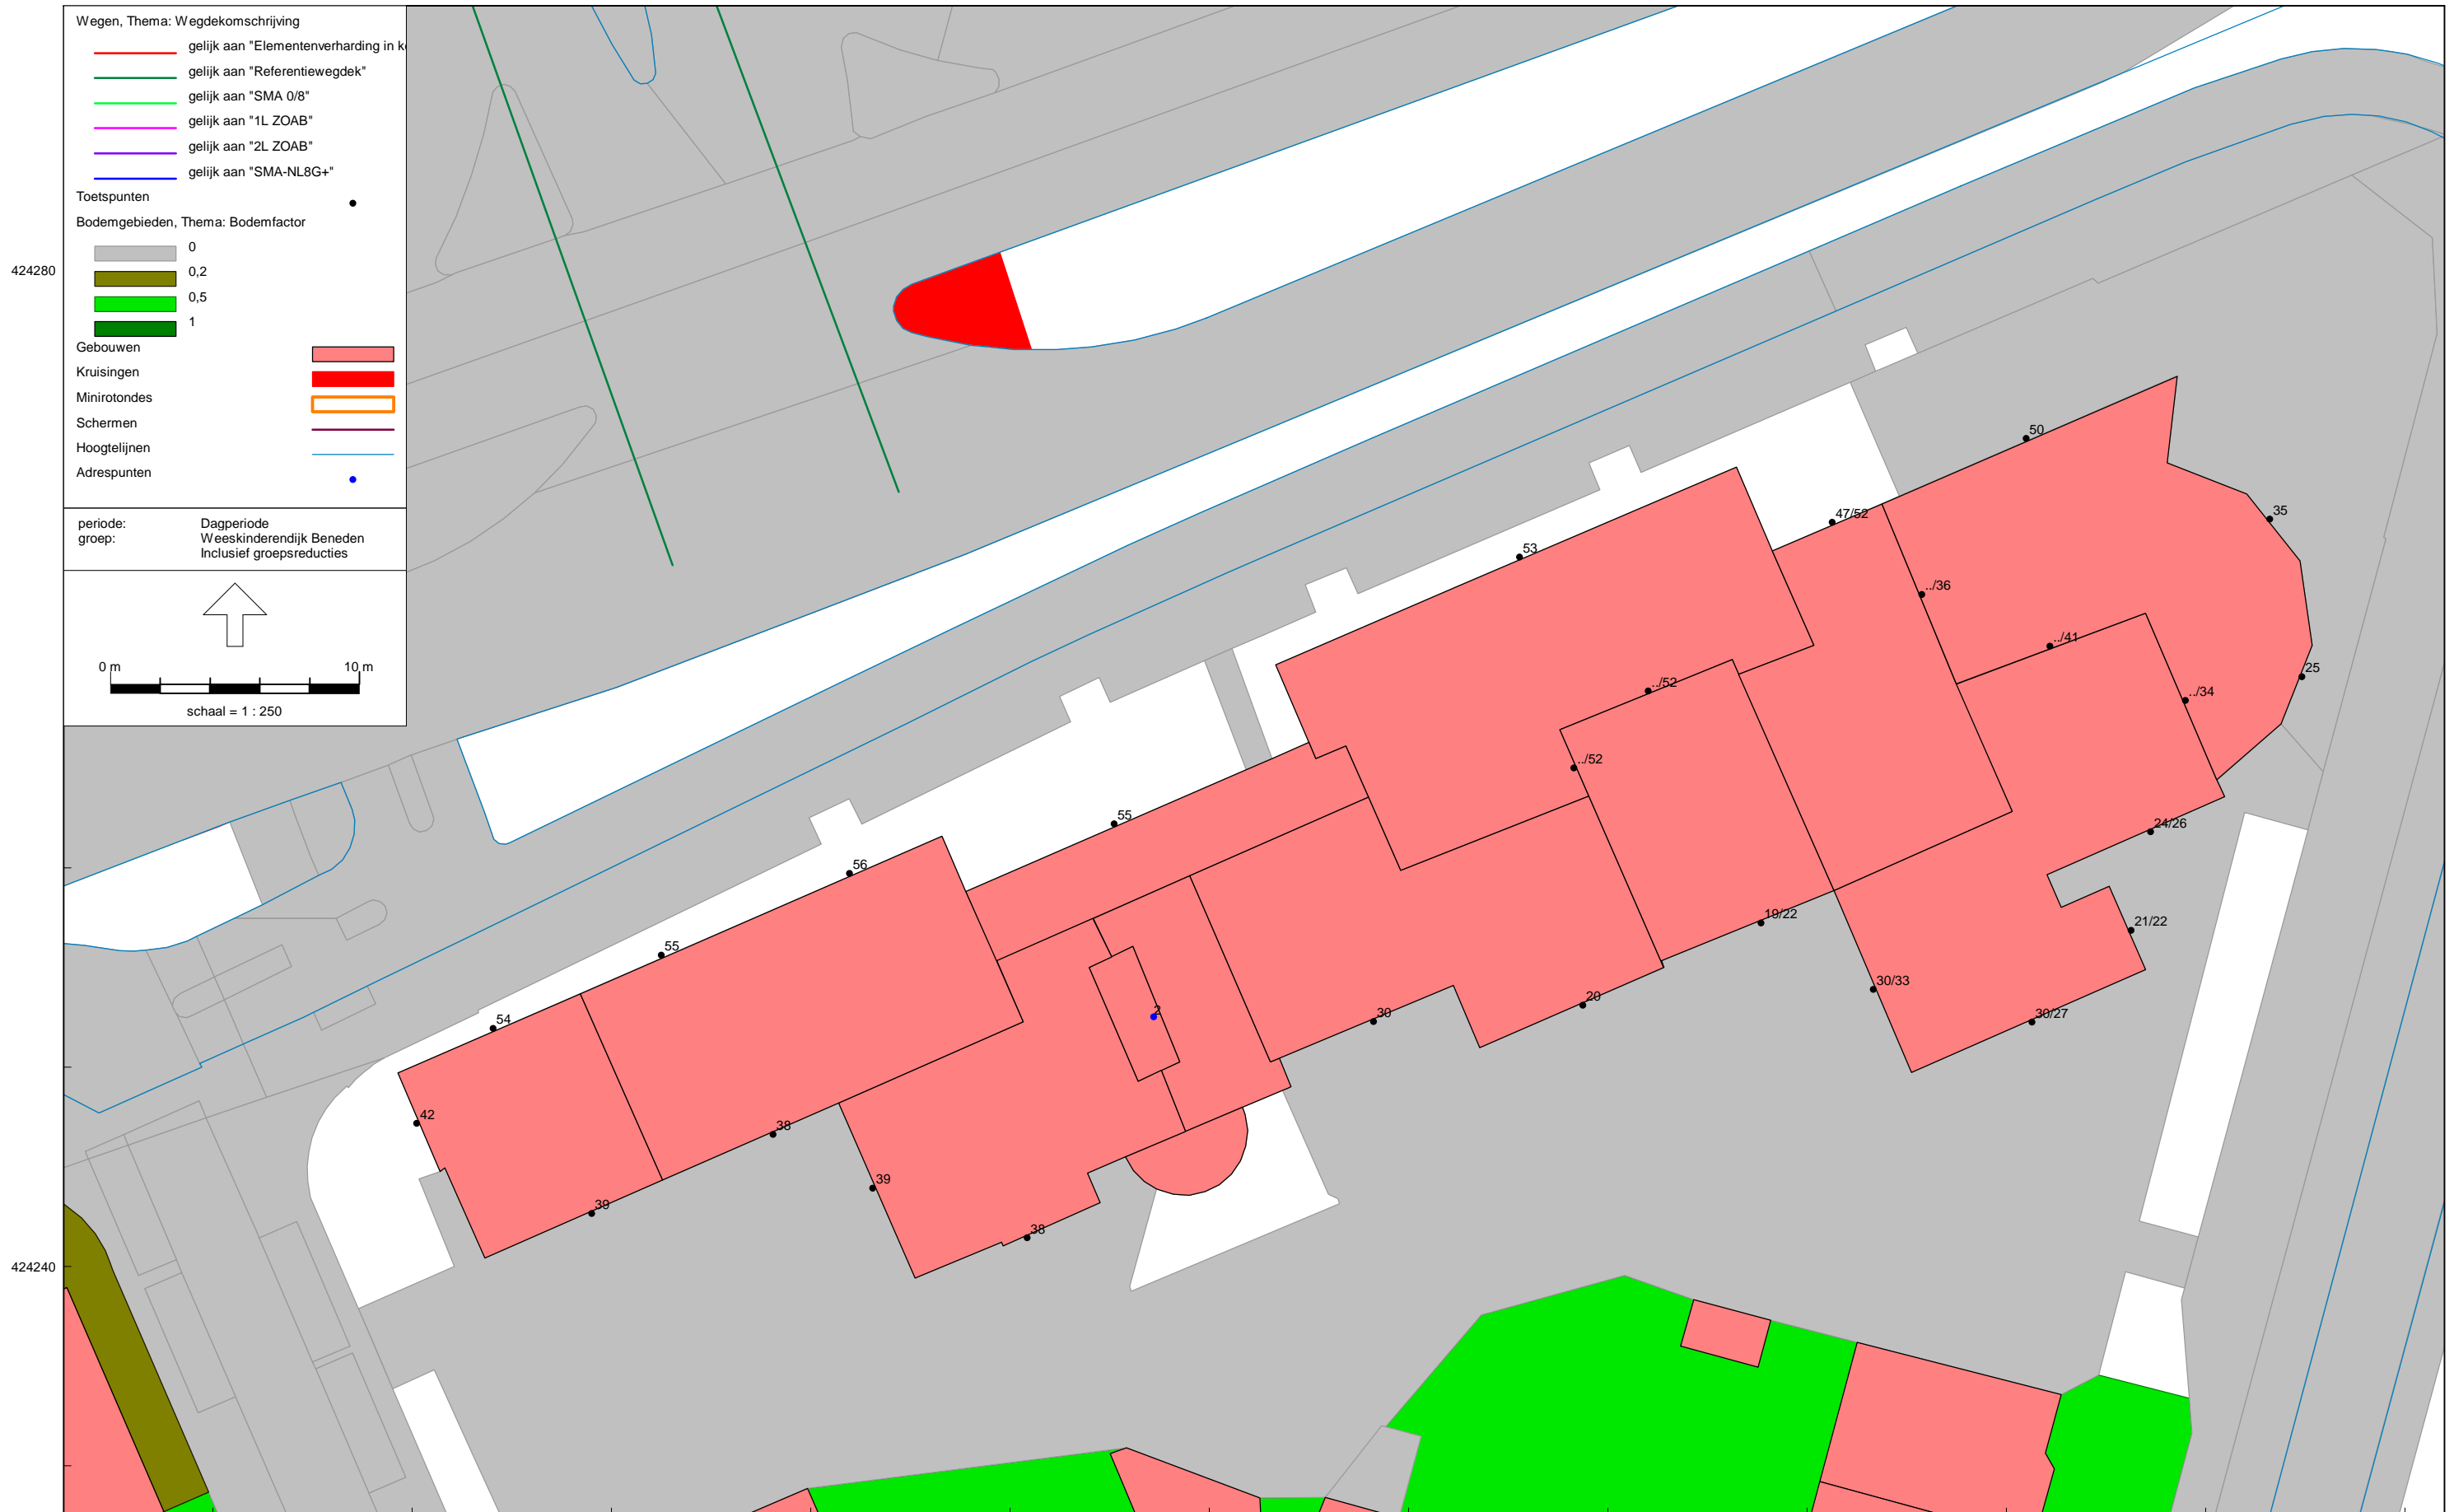 Wegen, Thema: Wegdekomschrijving
gelijk aan "Elementenverharding in ke
gelijk aan "Referentiewegdek"
gelijk aan "SMA 0/8"
gelijk aan "1L ZOAB"
gelijk aan "2L ZOAB"
gelijk aan "SMA-NL8G+"
Toetspunten
Bodemgebieden, Thema: Bodemfactor
0
0,2
0,5
1
Gebouwen
Kruisingen
Minirotondes
Schermen
Hoogtelijnen
Adrespunten
periode: Dagperiode
groep: Weeskinderendijk Beneden
Inclusief groepsreducties
0 m 10 m
schaal = 1 : 250
424280
424240
50
35
47/52
53
../36
../41
25
../52
../34
../52
55
24/26
56
19/22
21/22
55
30/33
20
30
30/27
2
54
42
38
39
39
38